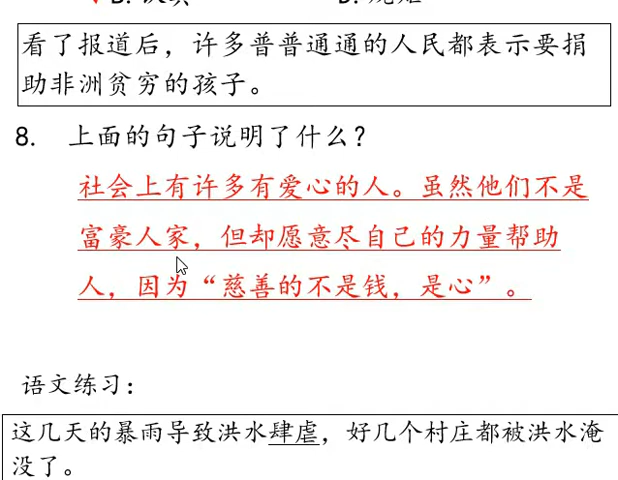 看了报道后，许多普普通通的人民都表示要捐
助非洲贫穷的孩子。
8. 上面的句子说明了什么？
社会上有许多有爱心的人。虽然他们不是
富豪人家，但却愿意尽自己的力量帮助
人，因为“慈善的不是钱，是心”。
语文练习：
这几天的暴雨导致洪水肆虐，好几个村庄都被洪水淹
没了。